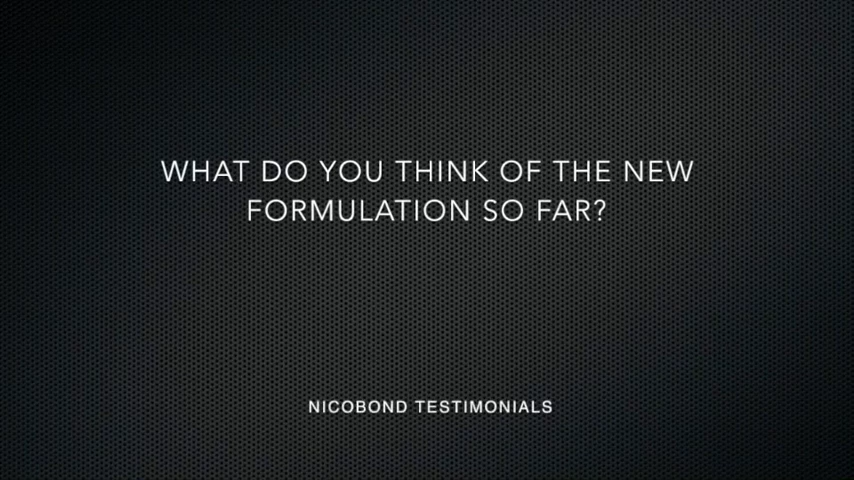 WHAT DO YOU THINK OF THE NEW
FORMULATION SO FAR?
NICOBOND TESTIMONIALS